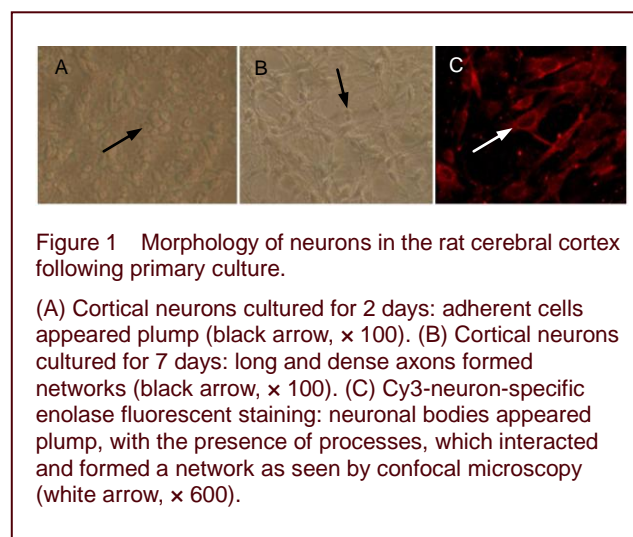 A B C
Figure 1 Morphology of neurons in the rat cerebral cortex
following primary culture.
(A) Cortical neurons cultured for 2 days: adherent cells
appeared plump (black arrow, × 100). (B) Cortical neurons
cultured for 7 days: long and dense axons formed
networks (black arrow, × 100). (C) Cy3-neuron-specific
enolase fluorescent staining: neuronal bodies appeared
plump, with the presence of processes, which interacted
and formed a network as seen by confocal microscopy
(white arrow, × 600).